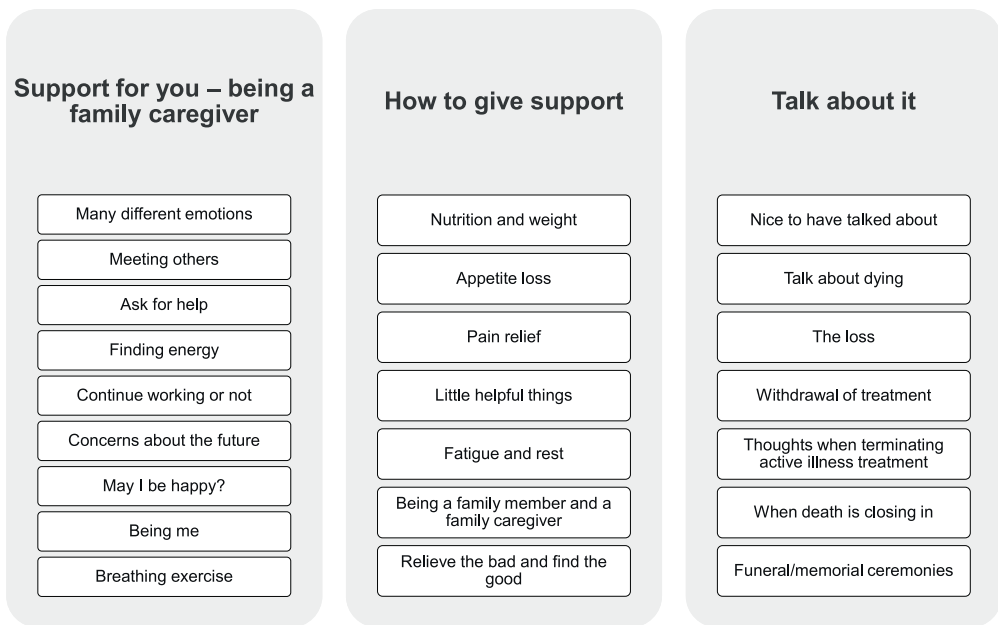 Support for you – being a
family caregiver
Many different emotions
Meeting others
Ask for help
Finding energy
Continue working or not
Concerns about the future
May I be happy?
Being me
Breathing exercise
How to give support
Nutrition and weight
Appetite loss
Pain relief
Little helpful things
Fatigue and rest
Being a family member and a
family caregiver
Relieve the bad and find the
good
Talk about it
Nice to have talked about
Talk about dying
The loss
Withdrawal of treatment
Thoughts when terminating
active illness treatment
When death is closing in
Funeral/memorial ceremonies